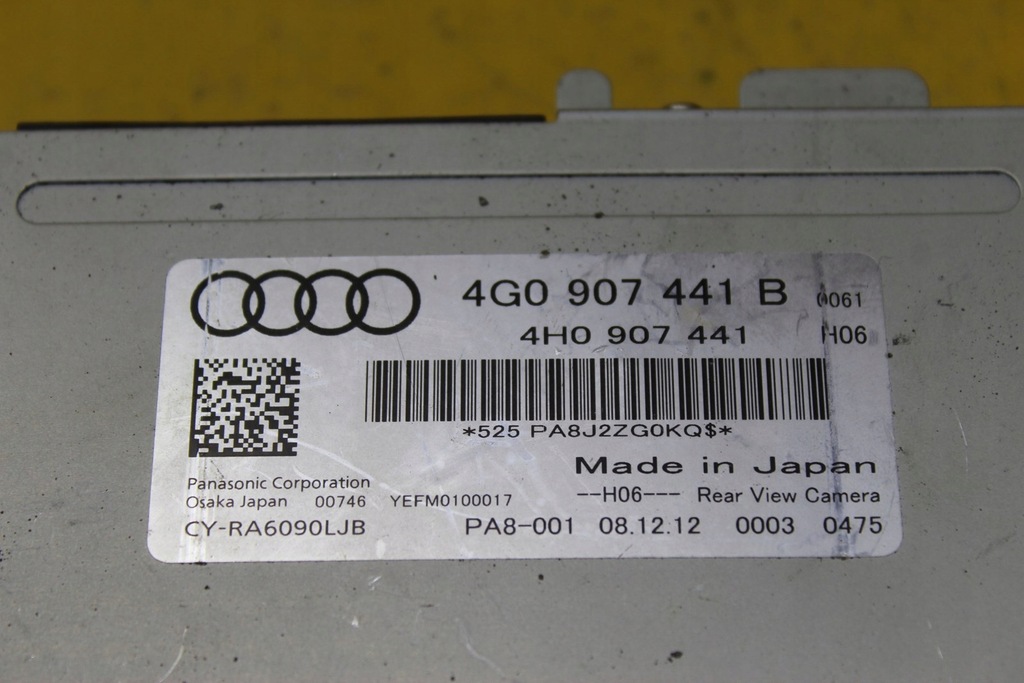 4G0 907 441 B 0061
4H0 907 441 H06
*525 PA8J2ZG0KQ$*
Made in Japan
Panasonic Corporation
Osaka Japan 00746 YEFM0100017 --H06--- Rear View Camera
CY-RA6090LJB PA8-001 08.12.12 0003 0475